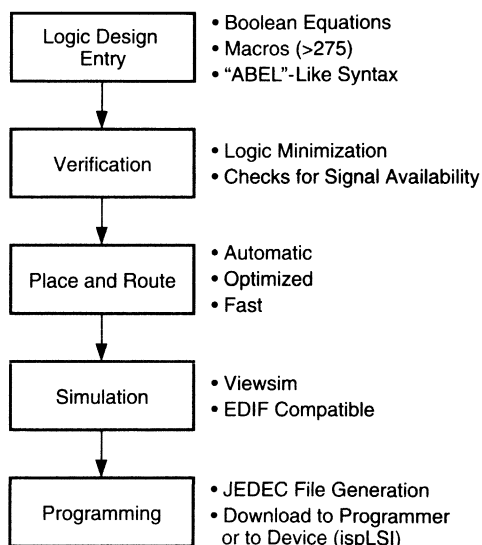 Logic Design
Entry
• Boolean Equations
• Macros (>275)
• “ABEL”-Like Syntax
Verification
• Logic Minimization
• Checks for Signal Availability
Place and Route
• Automatic
• Optimized
• Fast
Simulation
• Viewsim
• EDIF Compatible
Programming
• JEDEC File Generation
• Download to Programmer
or to Device (ispLSI)